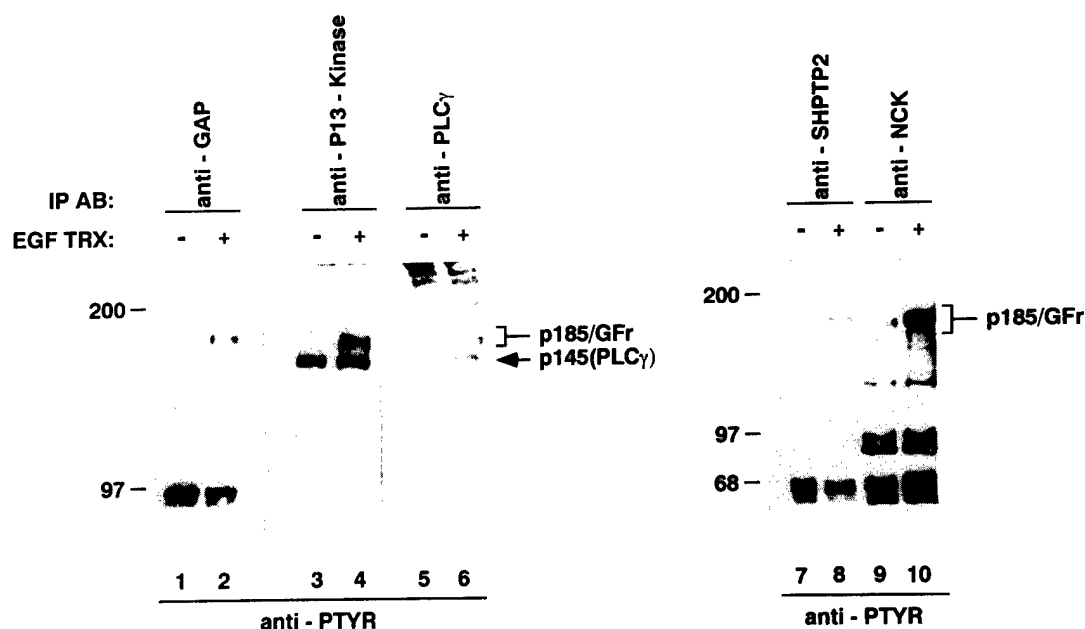 anti - GAP
anti - P13 - Kinase
anti - PLCγ
anti - SHPTP2
anti - NCK
IP AB:
EGF TRX: - + - + - + - + - +
200
p185/GFr
p145(PLCγ)
97
200
p185/GFr
97
68
1 2 3 4 5 6
anti - PTYR
7 8 9 10
anti - PTYR